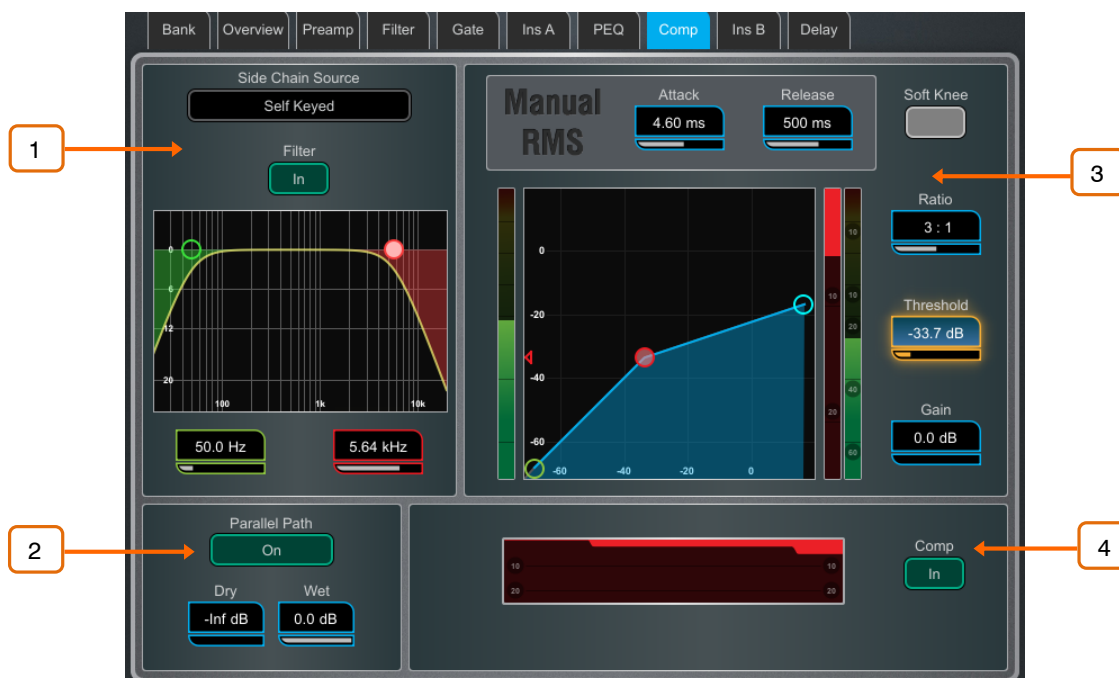 Bank Overview Preamp Filter Gate Ins A PEQ Comp Ins B Delay
Side Chain Source
Self Keyed
Filter
In
0
6
12
20
100 1k 10k
50.0 Hz 5.64 kHz
Manual
RMS
Attack Release
4.60 ms 500 ms
Soft Knee
0
-20
-40
-60
-60 -40 -20 0
10
20
10
10
20
40
60
Ratio
3 : 1
Threshold
-33.7 dB
Gain
0.0 dB
Parallel Path
On
Dry Wet
-Inf dB 0.0 dB
10 10
20 20
Comp
In
1
2
3
4